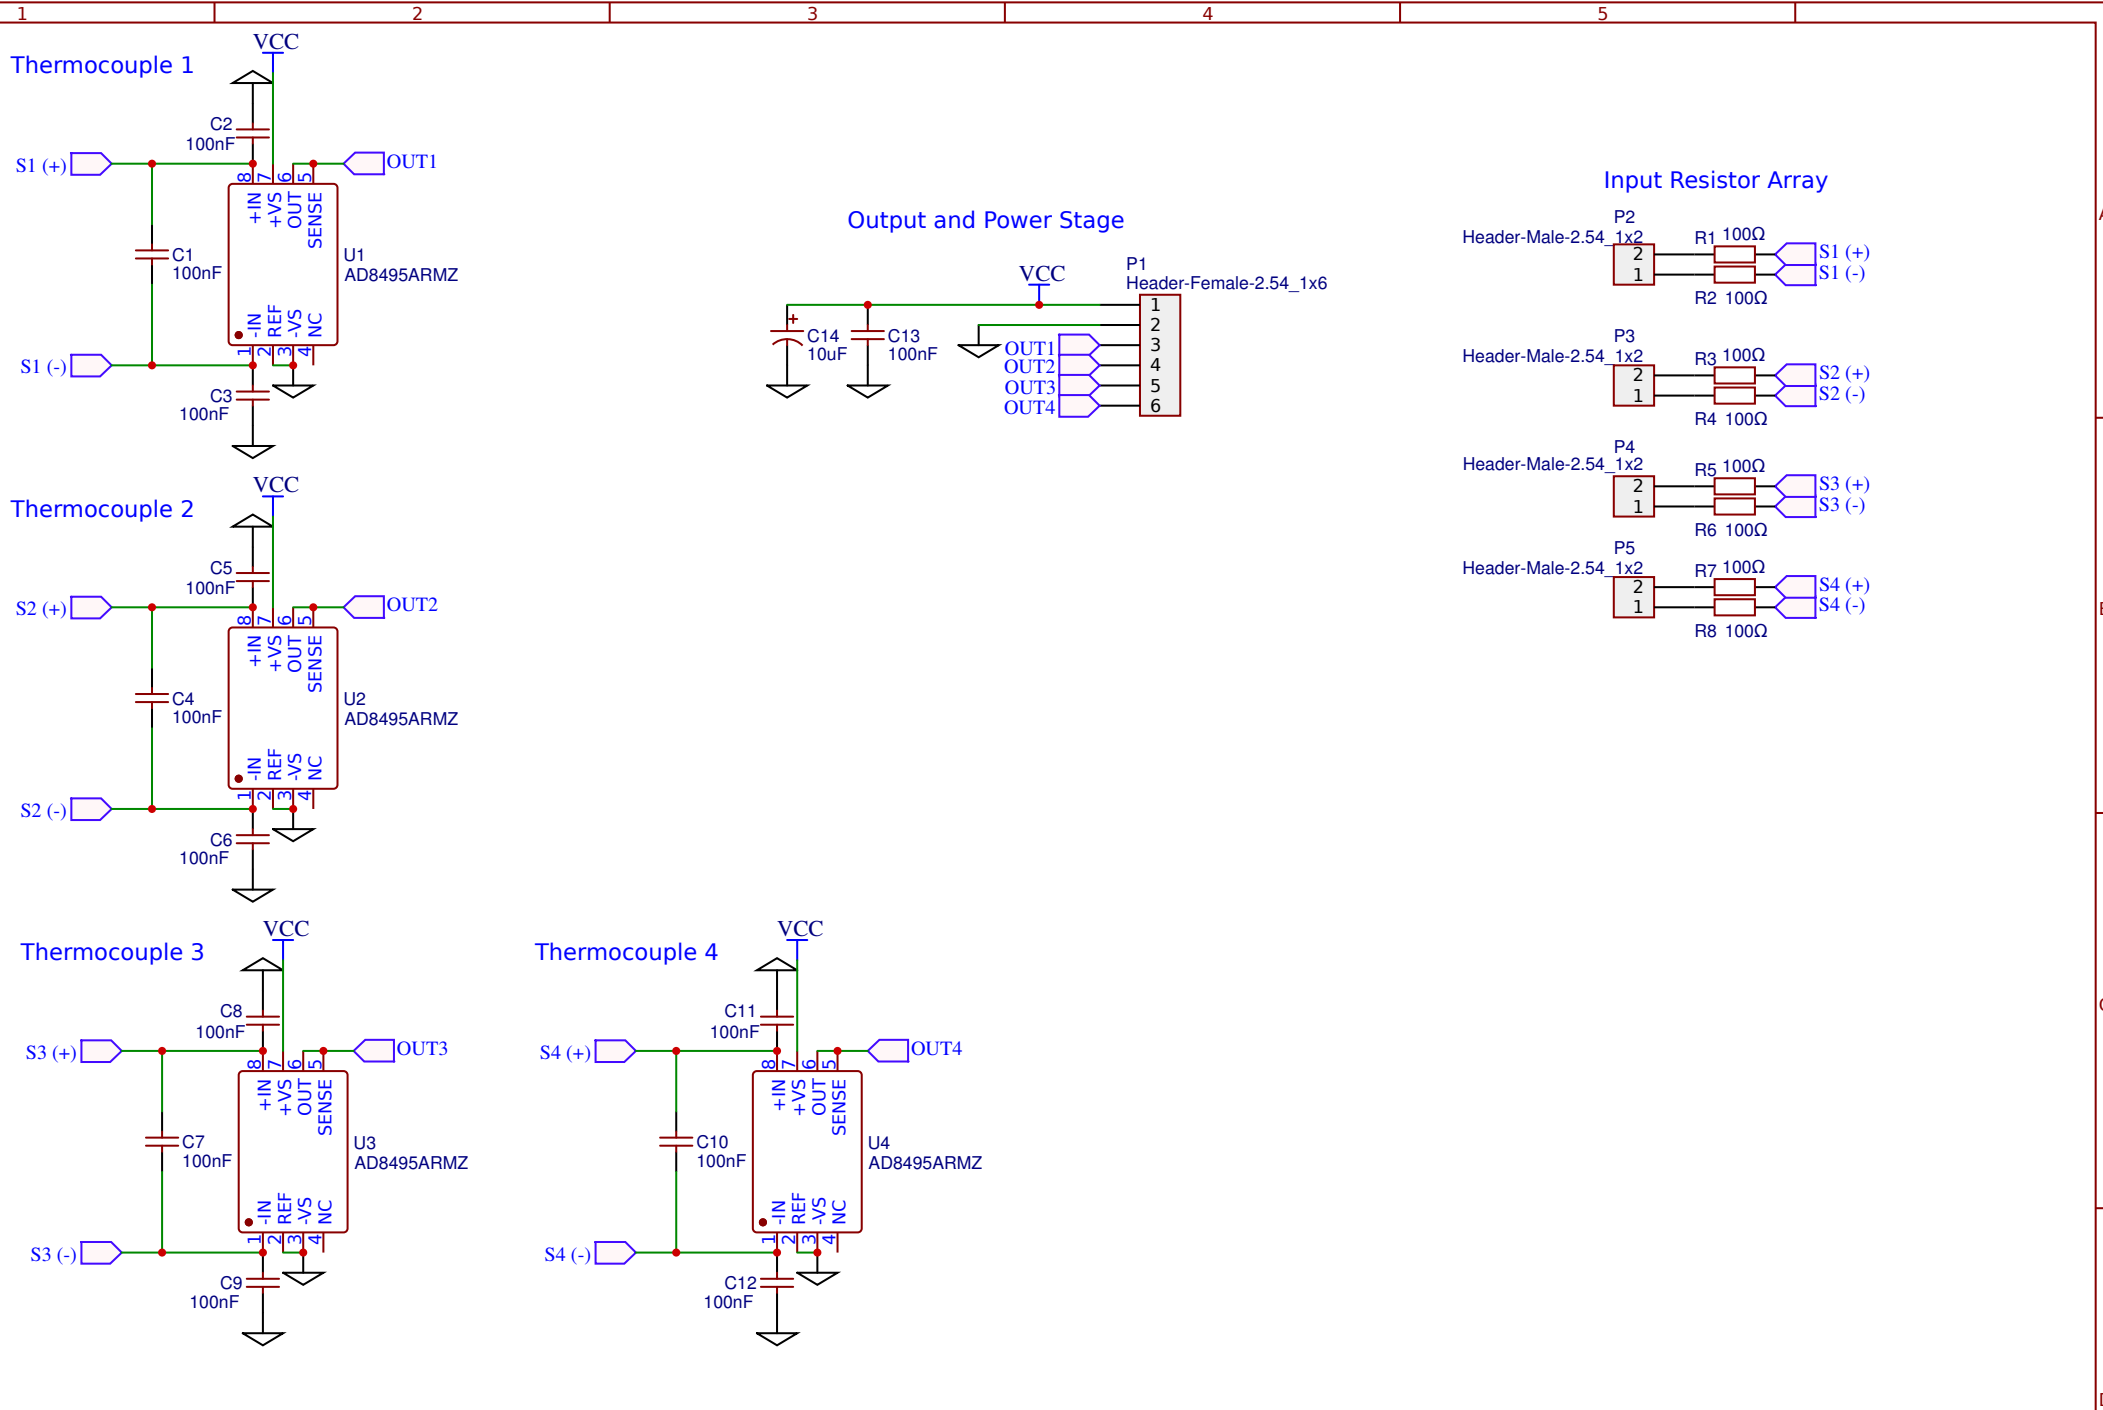 1
2
3
4
5
Thermocouple 1
VCC
C2
100nF
S1 (+)
OUT1
8
7
6
5
+IN
+VS
OUT
SENSE
C1
100nF
U1
AD8495ARMZ
-IN
REF
-VS
NC
1
2
3
4
S1 (-)
C3
100nF
Thermocouple 2
VCC
C5
100nF
S2 (+)
OUT2
8
7
6
5
+IN
+VS
OUT
SENSE
C4
100nF
U2
AD8495ARMZ
-IN
REF
-VS
NC
1
2
3
4
S2 (-)
C6
100nF
Thermocouple 3
VCC
C8
100nF
S3 (+)
OUT3
8
7
6
5
+IN
+VS
OUT
SENSE
C7
100nF
U3
AD8495ARMZ
-IN
REF
-VS
NC
1
2
3
4
S3 (-)
C9
100nF
Thermocouple 4
VCC
C11
100nF
S4 (+)
OUT4
8
7
6
5
+IN
+VS
OUT
SENSE
C10
100nF
U4
AD8495ARMZ
-IN
REF
-VS
NC
1
2
3
4
S4 (-)
C12
100nF
Output and Power Stage
VCC
P1
Header-Female-2.54_1x6
+
C14
10uF
C13
100nF
1
2
OUT1 3
OUT2 4
OUT3 5
OUT4 6
Input Resistor Array
P2
Header-Male-2.54_1x2
R1 100Ω
2 S1 (+)
1 S1 (-)
R2 100Ω
P3
Header-Male-2.54_1x2
R3 100Ω
2 S2 (+)
1 S2 (-)
R4 100Ω
P4
Header-Male-2.54_1x2
R5 100Ω
2 S3 (+)
1 S3 (-)
R6 100Ω
P5
Header-Male-2.54_1x2
R7 100Ω
2 S4 (+)
1 S4 (-)
R8 100Ω